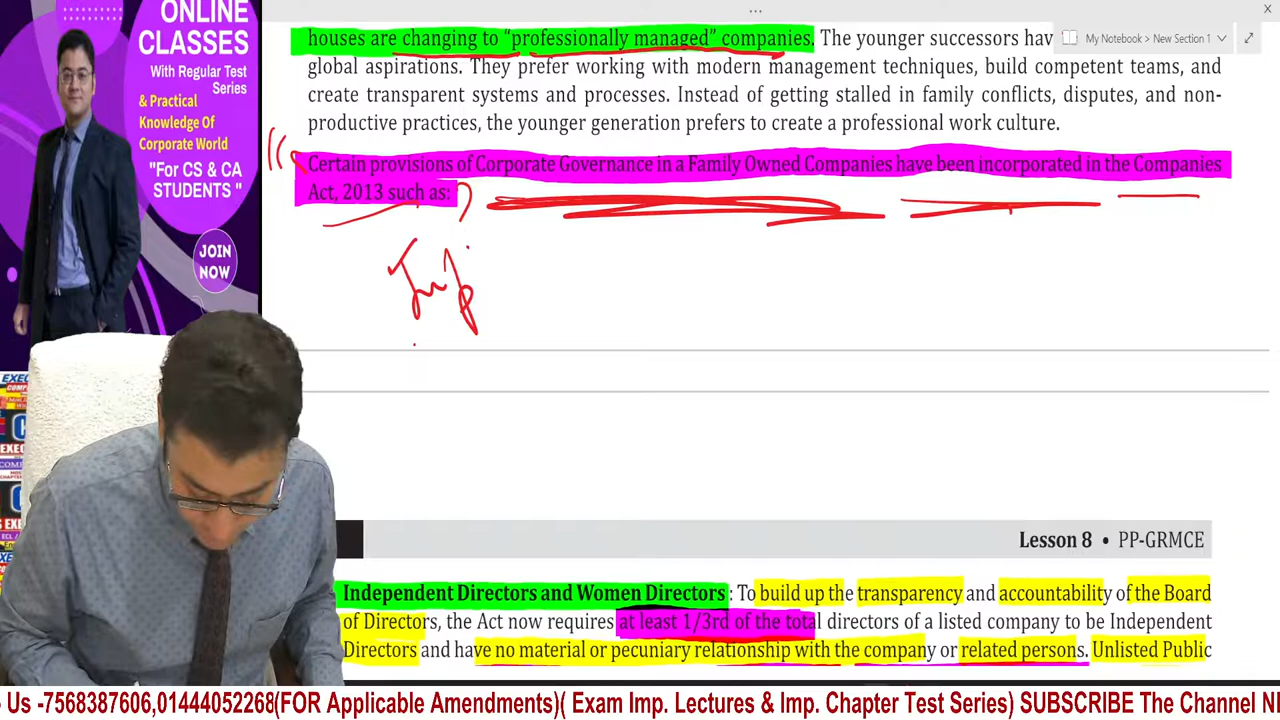 ONLINE
CLASSES
With Regular Test
Series
& Practical
Knowledge Of
Corporate World
"For CS & CA
STUDENTS "
JOIN
NOW
My Notebook > New Section 1
houses are changing to “professionally managed” companies. The younger successors have
global aspirations. They prefer working with modern management techniques, build competent teams, and
create transparent systems and processes. Instead of getting stalled in family conflicts, disputes, and non-
productive practices, the younger generation prefers to create a professional work culture.
Certain provisions of Corporate Governance in a Family Owned Companies have been incorporated in the Companies
Act, 2013 such as:
Imp
Lesson 8 • PP-GRMCE
Independent Directors and Women Directors : To build up the transparency and accountability of the Board
of Directors, the Act now requires at least 1/3rd of the total directors of a listed company to be Independent
Directors and have no material or pecuniary relationship with the company or related persons. Unlisted Public
Us -7568387606,01444052268(FOR Applicable Amendments)( Exam Imp. Lectures & Imp. Chapter Test Series) SUBSCRIBE The Channel